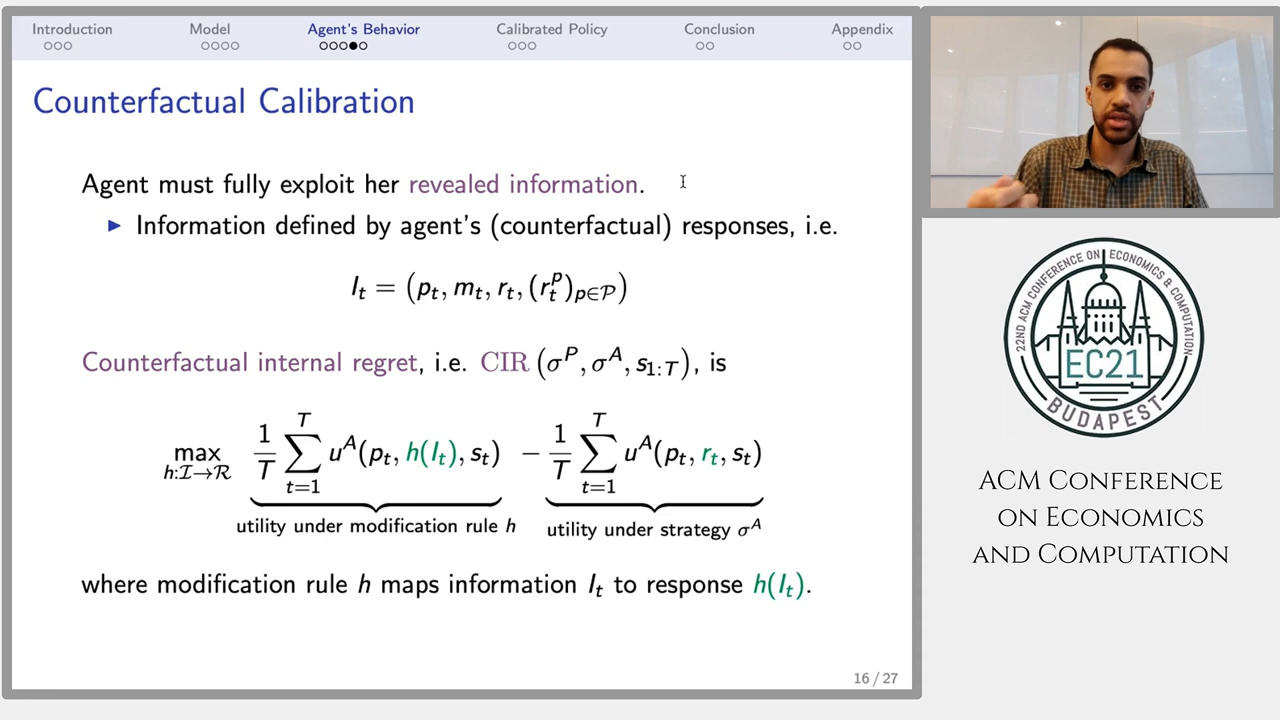 Introduction Model Agent's Behavior Calibrated Policy Conclusion Appendix
Counterfactual Calibration
Agent must fully exploit her revealed information.
▶ Information defined by agent's (counterfactual) responses, i.e.
I_t = (p_t, m_t, r_t, (r_t^p)_{p∈𝒫})
Counterfactual internal regret, i.e. CIR (σ^P, σ^A, s_{1:T}), is
max_{h:ℐ→ℛ} 1/T ∑_{t=1}^T u^A(p_t, h(I_t), s_t) − 1/T ∑_{t=1}^T u^A(p_t, r_t, s_t)
utility under modification rule h utility under strategy σ^A
where modification rule h maps information I_t to response h(I_t).
16 / 27
22ND ACM CONFERENCE ON ECONOMICS & COMPUTATION
EC21
BUDAPEST
ACM Conference
on Economics
and Computation